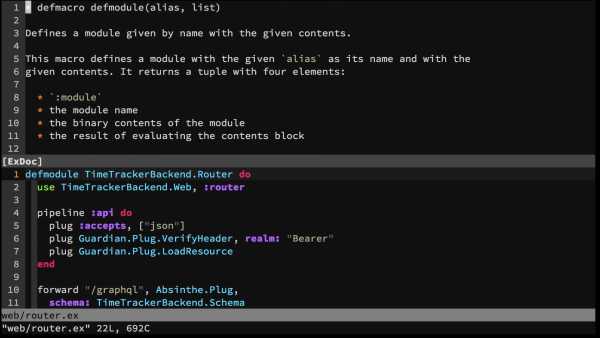 1 * defmacro defmodule(alias, list)
2
3 Defines a module given by name with the given contents.
4
5 This macro defines a module with the given `alias` as its name and with the
6 given contents. It returns a tuple with four elements:
7
8 * `:module`
9 * the module name
10 * the binary contents of the module
11 * the result of evaluating the contents block
12
[ExDoc]
1 defmodule TimeTrackerBackend.Router do
2 use TimeTrackerBackend.Web, :router
3
4 pipeline :api do
5 plug :accepts, ["json"]
6 plug Guardian.Plug.VerifyHeader, realm: "Bearer"
7 plug Guardian.Plug.LoadResource
8 end
9
10 forward "/graphql", Absinthe.Plug,
11 schema: TimeTrackerBackend.Schema
web/router.ex
"web/router.ex" 22L, 692C